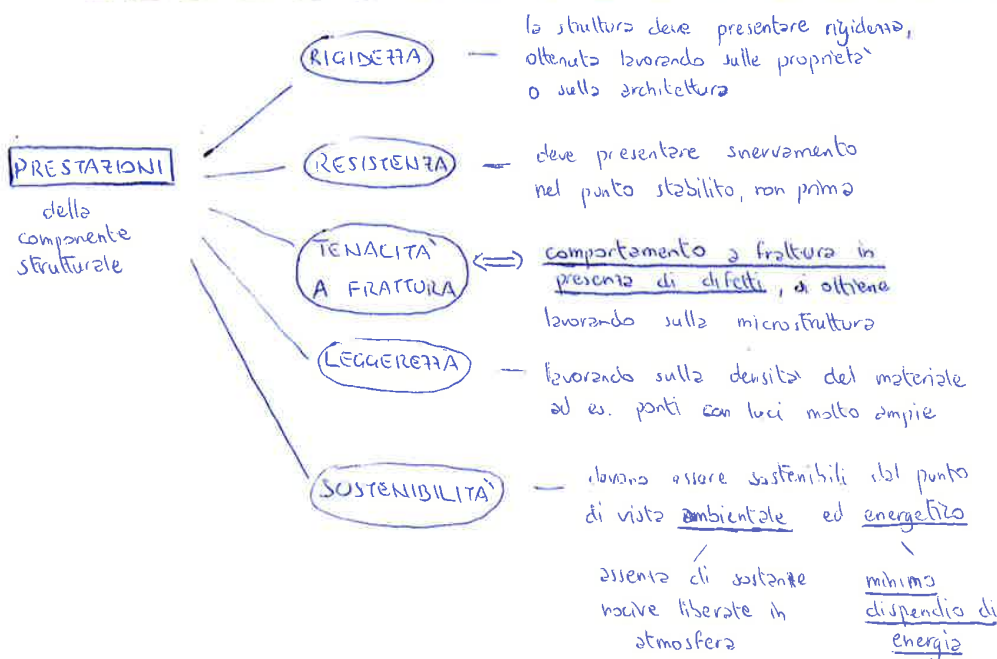 PRESTAZIONI
della
componente
strutturale
RIGIDEZZA
la struttura deve presentare rigidezza,
ottenuta lavorando sulle proprietà
o sulla architettura
RESISTENZA
deve presentare snervamento
nel punto stabilito, non prima
TENACITÀ
A FRATTURA
⇔ comportamento a frattura in
presenza di difetti, si ottiene
lavorando sulla microstruttura
LEGGEREZZA
lavorando sulla densità del materiale
ad es. ponti con luci molto ampie
SOSTENIBILITÀ
devono essere sostenibili dal punto
di vista ambientale ed energetico
assenza di sostanze
nocive liberate in
atmosfera
minimo
dispendio di
energia